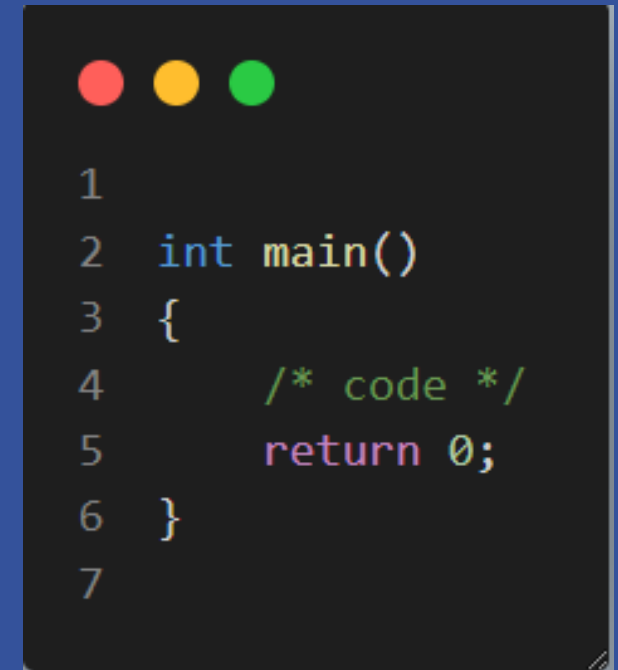 1
2 int main()
3 {
4     /* code */
5     return 0;
6 }
7